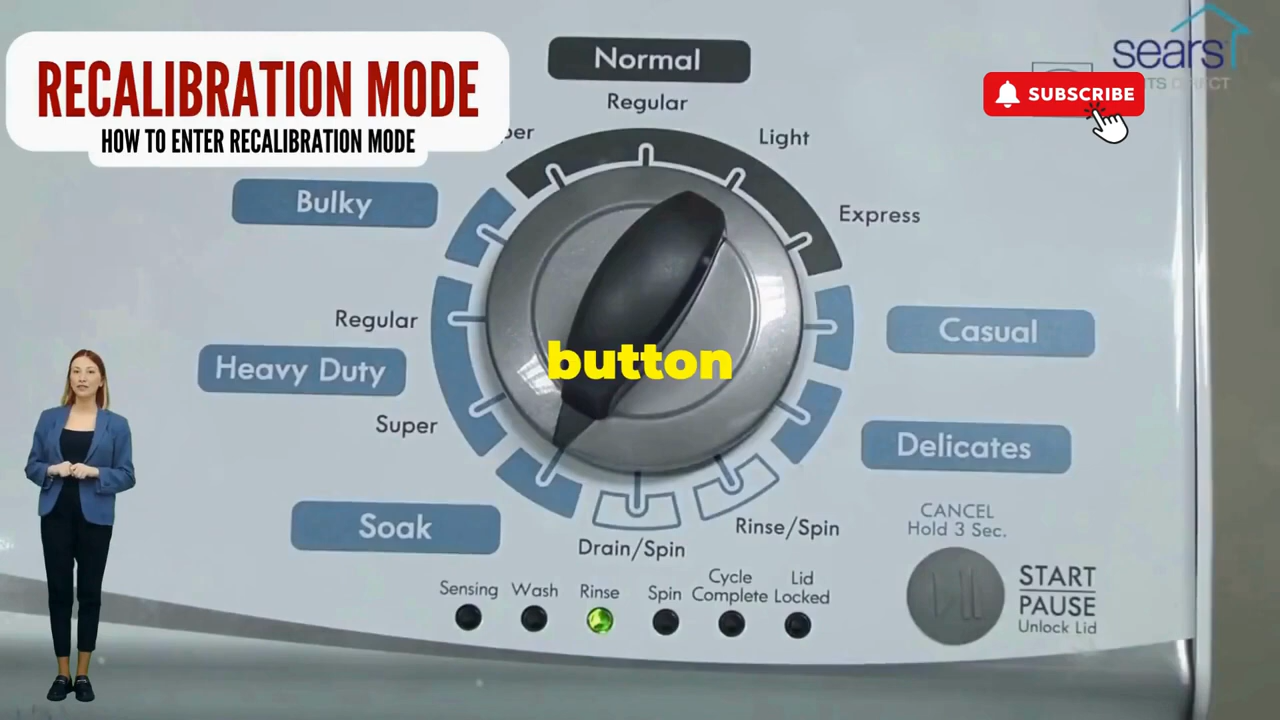 RECALIBRATION MODE
HOW TO ENTER RECALIBRATION MODE
sears
DIRECT
SUBSCRIBE
Normal
Regular
Light
Express
Bulky
Regular
Heavy Duty
Super
Casual
Delicates
button
Soak
Drain/Spin
Rinse/Spin
CANCEL
Hold 3 Sec.
Sensing
Wash
Rinse
Spin
Cycle
Complete
Lid
Locked
START
PAUSE
Unlock Lid